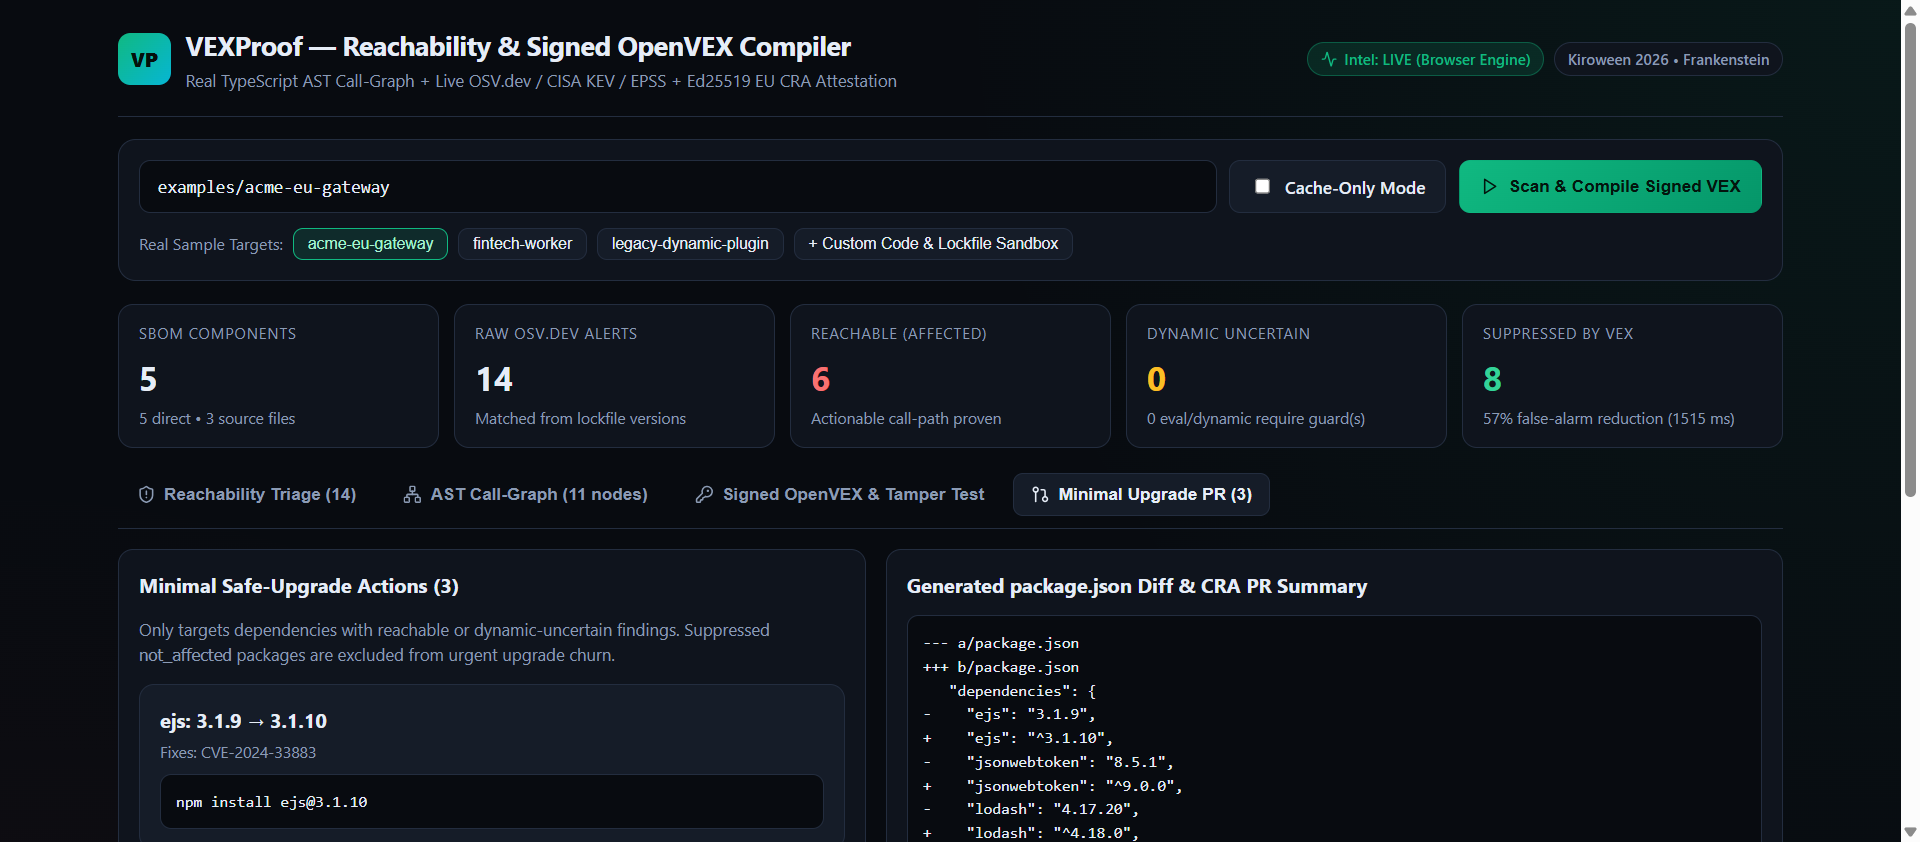 VP
VEXProof — Reachability & Signed OpenVEX Compiler
Real TypeScript AST Call-Graph + Live OSV.dev / CISA KEV / EPSS + Ed25519 EU CRA Attestation
Intel: LIVE (Browser Engine)
Kiroween 2026 • Frankenstein
examples/acme-eu-gateway
Cache-Only Mode
Scan & Compile Signed VEX
Real Sample Targets:
acme-eu-gateway
fintech-worker
legacy-dynamic-plugin
+ Custom Code & Lockfile Sandbox
SBOM COMPONENTS
5
5 direct • 3 source files
RAW OSV.DEV ALERTS
14
Matched from lockfile versions
REACHABLE (AFFECTED)
6
Actionable call-path proven
DYNAMIC UNCERTAIN
0
0 eval/dynamic require guard(s)
SUPPRESSED BY VEX
8
57% false-alarm reduction (1515 ms)
Reachability Triage (14)
AST Call-Graph (11 nodes)
Signed OpenVEX & Tamper Test
Minimal Upgrade PR (3)
Minimal Safe-Upgrade Actions (3)
Only targets dependencies with reachable or dynamic-uncertain findings. Suppressed
not_affected packages are excluded from urgent upgrade churn.
ejs: 3.1.9 → 3.1.10
Fixes: CVE-2024-33883
npm install ejs@3.1.10
Generated package.json Diff & CRA PR Summary
--- a/package.json
+++ b/package.json
"dependencies": {
-    "ejs": "3.1.9",
+    "ejs": "^3.1.10",
-    "jsonwebtoken": "8.5.1",
+    "jsonwebtoken": "^9.0.0",
-    "lodash": "4.17.20",
+    "lodash": "^4.18.0",